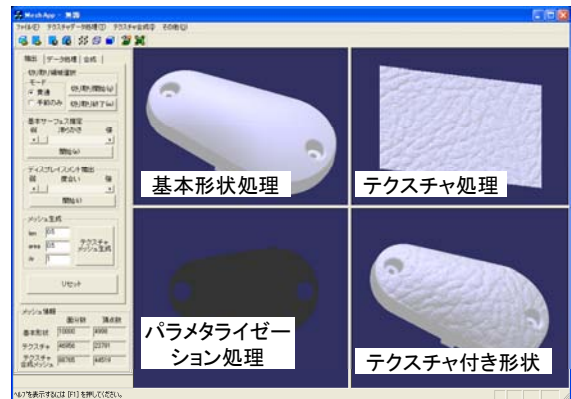 MeshApp - 無題
ファイル(F) テクスチャデータ処理(T) テクスチャ合成(I) その他(Q)
抽出 データ処理 合成
切り取り領域選択
モード
貫通
手前のみ
切り取り開始(q)
切り取り終了(w)
基本サーフェス推定
弱 滑らかさ 強
開始(a)
ディスプレイスメント抽出
弱 度合い 強
開始(s)
メッシュ生成
len 0.5
area 0.5
テクスチャ
メッシュ生成
1
リセット
メッシュ情報
面分数 頂点数
基本形状 10000 4998
テクスチャ 46956 23781
テクスチャ
合成メッシュ 88765 44519
基本形状処理
テクスチャ処理
パラメタライゼー
ション処理
テクスチャ付き形状
ヘルプを表示するには [F1] を押してください。